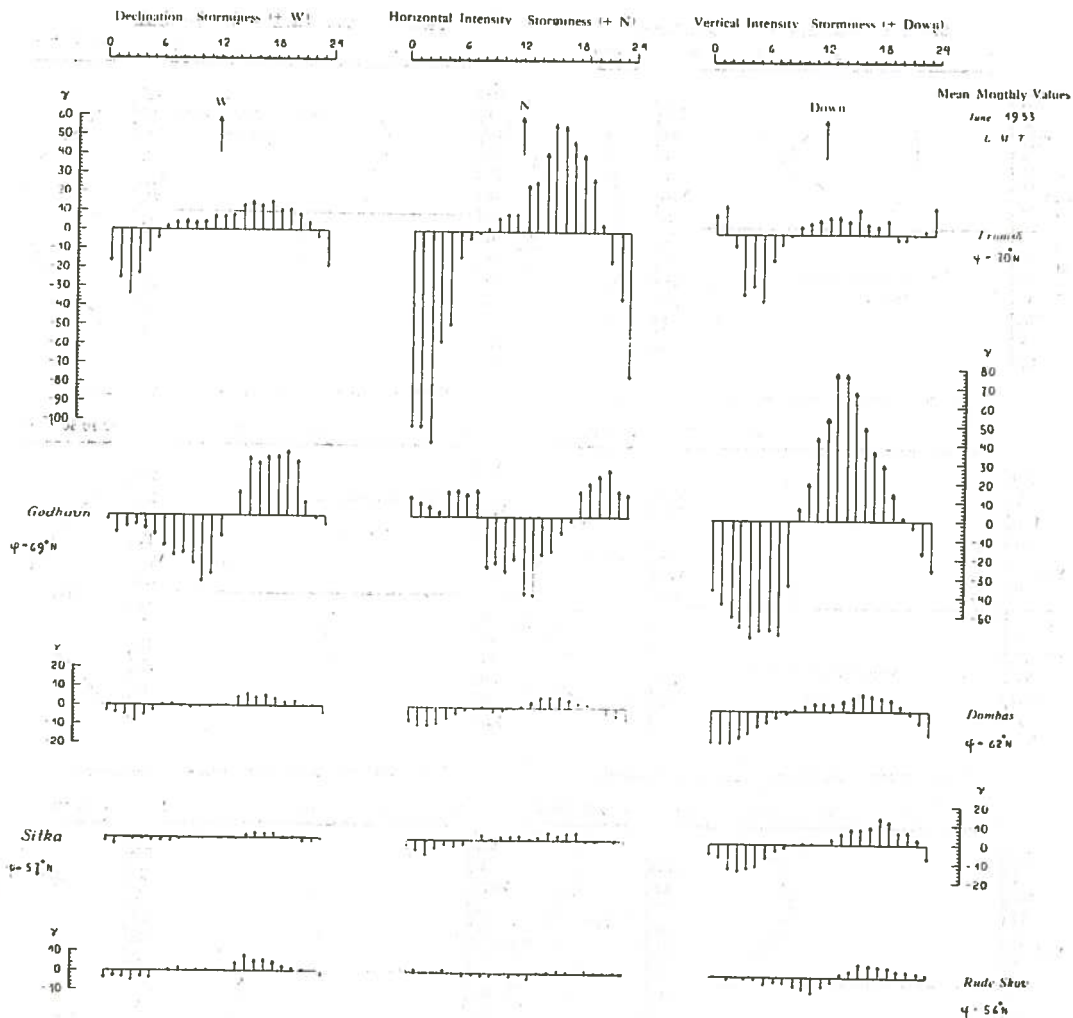 Declination Storminess (+ W) Horizontal Intensity Storminess (+ N) Vertical Intensity Storminess (+ Down)
0 6 12 18 24 0 6 12 18 24 0 6 12 18 24
Mean Monthly Values
June 1933
L M T
γ W N Down
60
50
40
30
20
10
0
-10
-20
-30
-40
-50
-60
-70
-80
-90
-100
φ = 70°N
γ
80
70
60
50
40
30
20
10
0
-10
-20
-30
-40
-50
Godhavn
φ = 69°N
γ
20
10
0
-10
-20
Dombas
φ = 62°N
Sitka
φ = 57°N
γ
20
10
0
-10
-20
γ
10
0
-10
Rude Skov
φ = 56°N